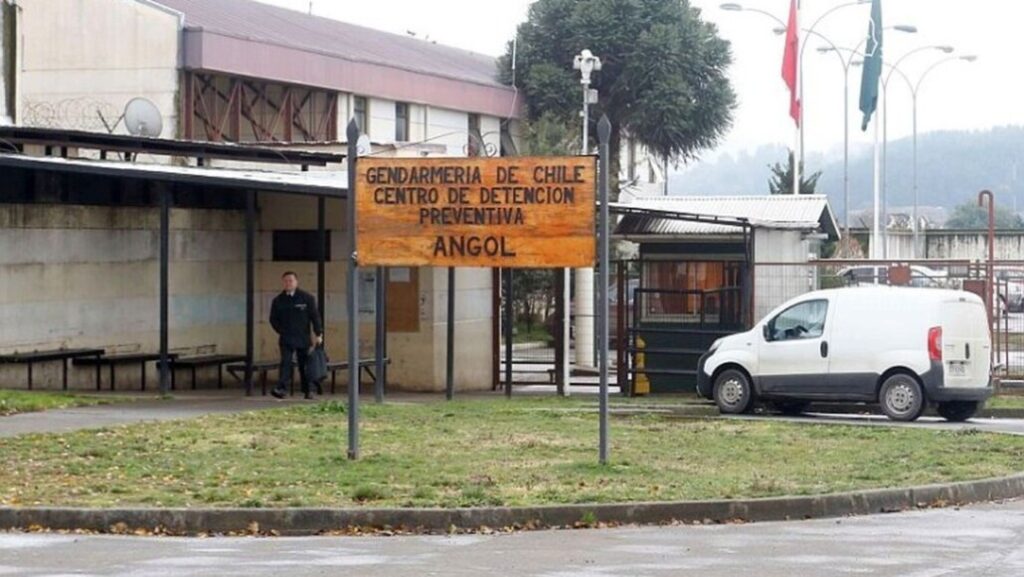 GENDARMERIA DE CHILE
CENTRO DE DETENCION
PREVENTIVA
ANGOL